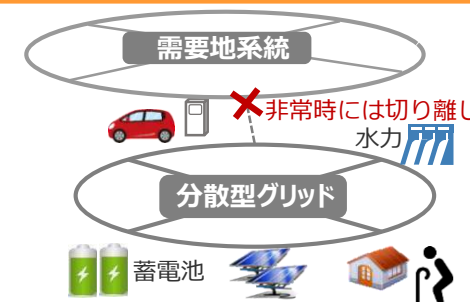 需要地系統
非常時には切り離し
水力
分散型グリッド
蓄電池